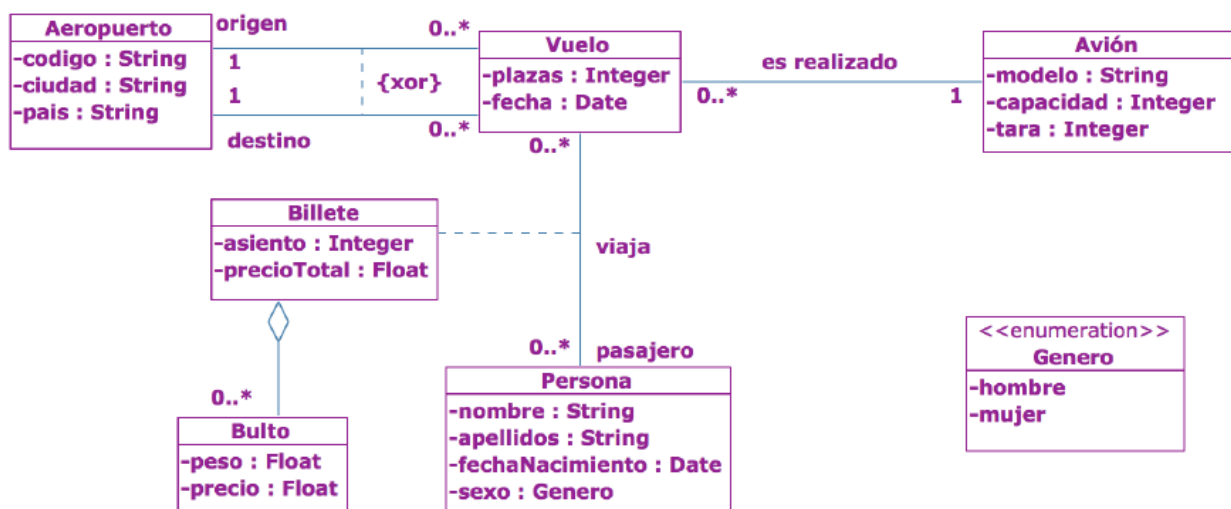 Aeropuerto
-codigo : String
-ciudad : String
-pais : String
origen
1
1
destino
0..*
{xor}
0..*
Vuelo
-plazas : Integer
-fecha : Date
0..*
0..*
es realizado
1
Avión
-modelo : String
-capacidad : Integer
-tara : Integer
Billete
-asiento : Integer
-precioTotal : Float
viaja
0..*
Bulto
-peso : Float
-precio : Float
0..*
pasajero
Persona
-nombre : String
-apellidos : String
-fechaNacimiento : Date
-sexo : Genero
<<enumeration>>
Genero
-hombre
-mujer